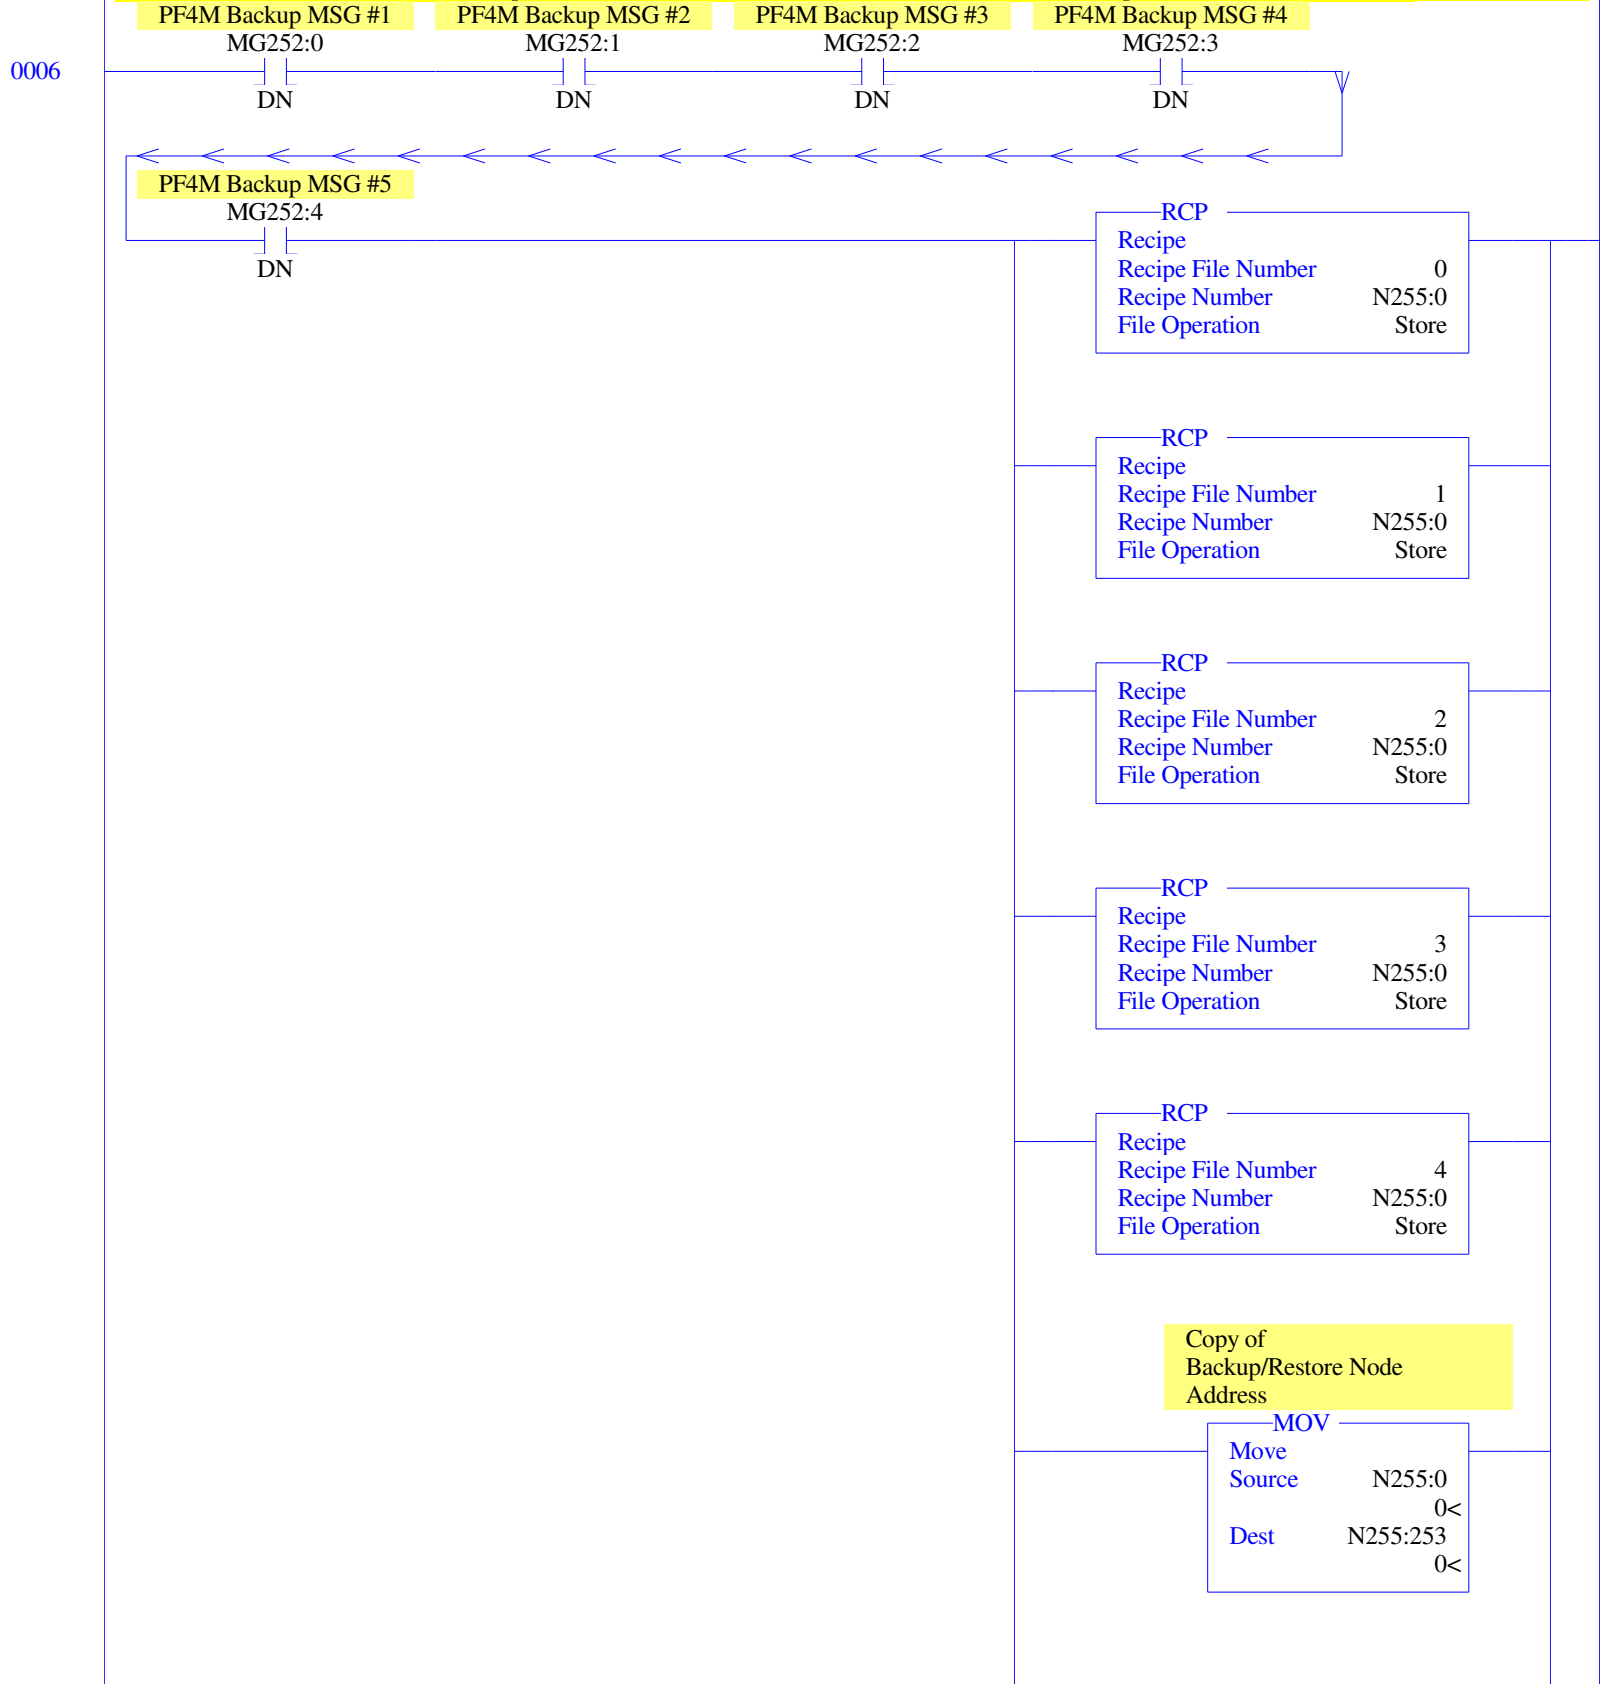 PF4M Backup MSG #1 PF4M Backup MSG #2 PF4M Backup MSG #3 PF4M Backup MSG #4
MG252:0 MG252:1 MG252:2 MG252:3
0006
DN DN DN DN
PF4M Backup MSG #5
MG252:4
DN
RCP
Recipe
Recipe File Number 0
Recipe Number N255:0
File Operation Store
RCP
Recipe
Recipe File Number 1
Recipe Number N255:0
File Operation Store
RCP
Recipe
Recipe File Number 2
Recipe Number N255:0
File Operation Store
RCP
Recipe
Recipe File Number 3
Recipe Number N255:0
File Operation Store
RCP
Recipe
Recipe File Number 4
Recipe Number N255:0
File Operation Store
Copy of
Backup/Restore Node
Address
MOV
Move
Source N255:0
0<
Dest N255:253
0<